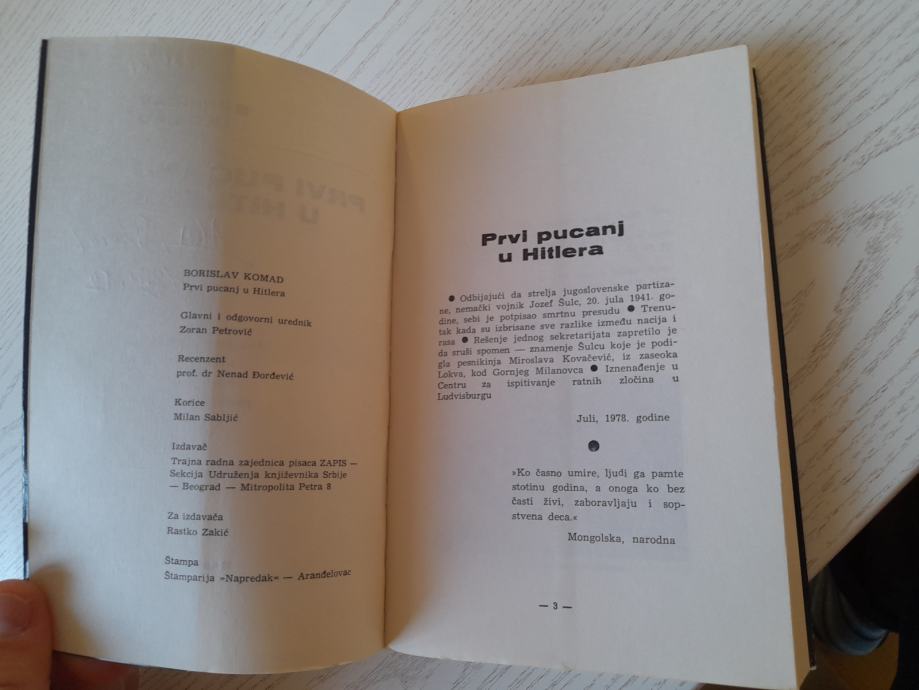 BORISLAV KOMAD
Prvi pucanj u Hitlera
Glavni i odgovorni urednik
Zoran Petrović
Recenzent
prof. dr Nenad Đorđević
Korice
Milan Sabljić
Izdavač
Trajna radna zajednica pisaca ZAPIS —
Sekcija Udruženja književnika Srbije
— Beograd — Mitropolita Petra 8
Za izdavača
Rastko Zakić
Štampa
Štamparija »Napredak« — Aranđelovac
Prvi pucanj
u Hitlera
● Odbijajući da strelja jugoslovenske partiza-
ne, nemački vojnik Jozef Šulc, 20. jula 1941. go-
dine, sebi je potpisao smrtnu presudu ● Trenu-
tak kada su izbrisane sve razlike između nacija i
rasa ● Rešenje jednog sekretarijata zapretilo je
da sruši spomen — znamenje Šulcu koje je podi-
gla pesnikinja Miroslava Kovačević, iz zaseoka
Lokva, kod Gornjeg Milanovca ● Iznenađenje u
Centru za ispitivanje ratnih zločina u
Ludvisburgu
Juli, 1978. godine
»Ko časno umire, ljudi ga pamte
stotinu godina, a onoga ko bez
časti živi, zaboravljaju i sop-
stvena deca.«
Mongolska, narodna
— 3 —